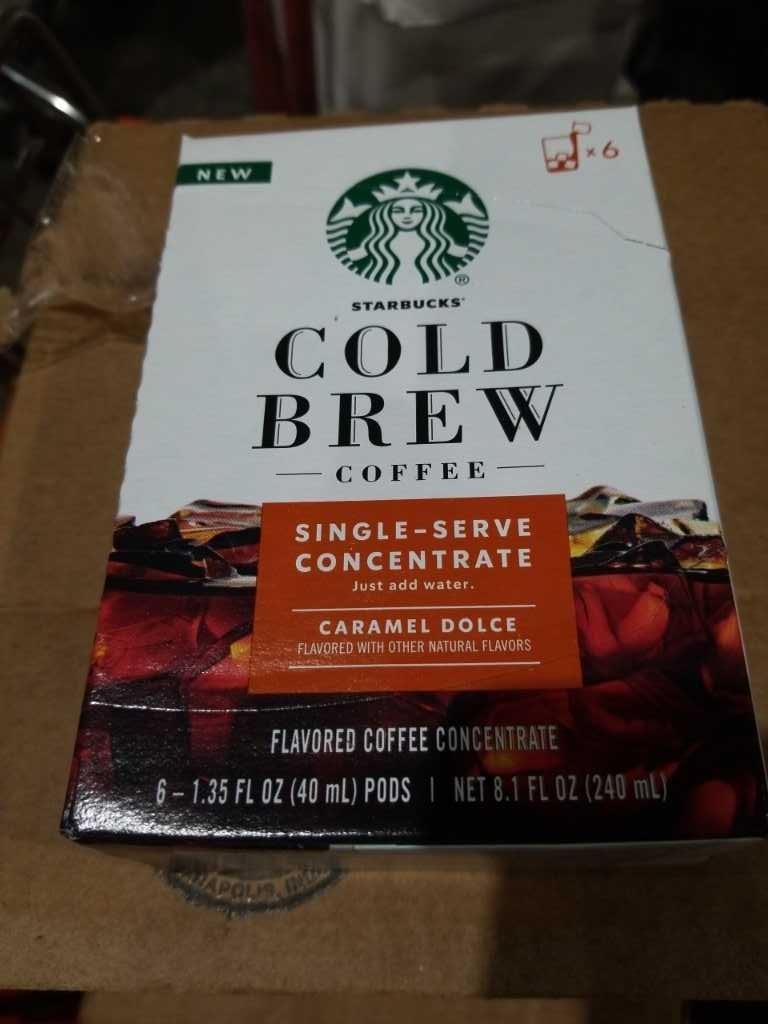 NEW
× 6
®
STARBUCKS®
COLD
BREW
COFFEE
SINGLE-SERVE
CONCENTRATE
Just add water.
CARAMEL DOLCE
FLAVORED WITH OTHER NATURAL FLAVORS
FLAVORED COFFEE CONCENTRATE
6 – 1.35 FL OZ (40 mL) PODS | NET 8.1 FL OZ (240 mL)